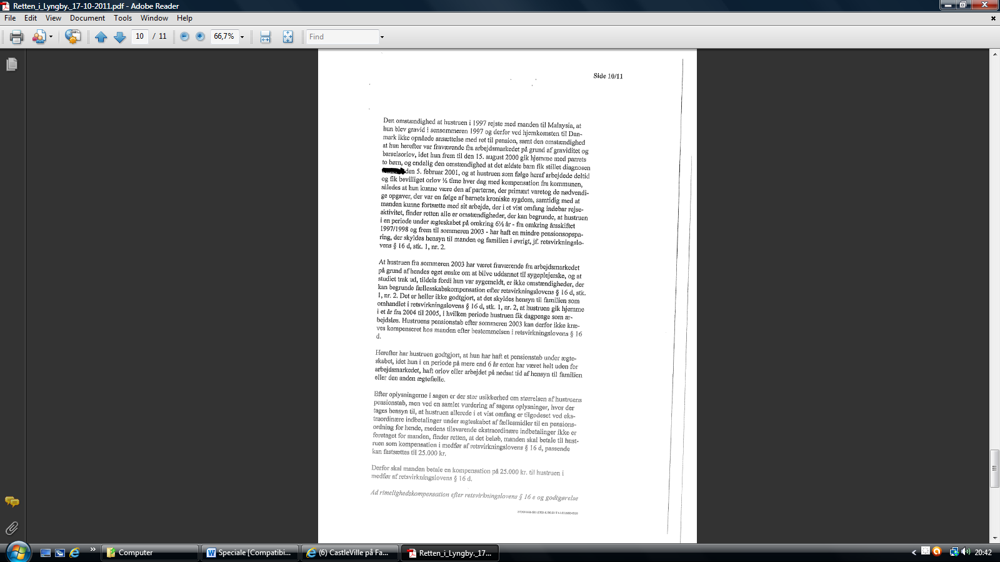 Retten_i_Lyngby._17-10-2011.pdf - Adobe Reader
File Edit View Document Tools Window Help
10 / 11 66,7% Find
Side 10/11
Den omstændighed at hustruen i 1997 rejste med manden til Malaysia, at
hun blev gravid i sensommeren 1997 og derfor ved hjemkomsten til Dan-
mark ikke opnåede ansættelse med ret til pension, samt den omstændighed
at hun herefter var fraværende fra arbejdsmarkedet på grund af graviditet og
barselsorlov, idet hun frem til den 15. august 2000 gik hjemme med parrets
to børn, og endelig den omstændighed at det ældste barn fik stillet diagnosen
den 5. februar 2001, og at hustruen som følge heraf arbejdede deltid
og fik bevilliget orlov ½ time hver dag med kompensation fra kommunen,
således at hun kunne være den af parterne, der primært varetog de nødvendi-
ge opgaver, der var en følge af barnets kroniske sygdom, samtidig med at
manden kunne fortsætte med sit arbejde, der i et vist omfang indebar rejse-
aktivitet, finder retten alle er omstændigheder, der kan begrunde, at hustruen
i en periode under ægteskabet på omkring 6½ år - fra omkring årsskiftet
1997/1998 og frem til sommeren 2003 - har haft en mindre pensionsopspa-
ring, der skyldes hensyn til manden og familien i øvrigt, jf. retsvirkningslo-
vens § 16 d, stk. 1, nr. 2.
At hustruen fra sommeren 2003 har været fraværende fra arbejdsmarkedet
på grund af hendes eget ønske om at blive uddannet til sygeplejerske, og at
studiet trak ud, tildels fordi hun var sygemeldt, er ikke omstændigheder, der
kan begrunde fællesskabskompensation efter retsvirkningslovens § 16 d, stk.
1, nr. 2. Det er heller ikke godtgjort, at det skyldes hensyn til familien som
omhandlet i retsvirkningslovens § 16 d, stk. 1, nr. 2, at hustruen gik hjemme
i et år fra 2004 til 2005, i hvilken periode hustruen fik dagpenge som ar-
bejdsløs. Hustruens pensionstab efter sommeren 2003 kan derfor ikke kræ-
ves kompenseret hos manden efter bestemmelsen i retsvirkningslovens § 16
d.
Herefter har hustruen godtgjort, at hun har haft et pensionstab under ægte-
skabet, idet hun i en periode på mere end 6 år enten har været helt uden for
arbejdsmarkedet, haft orlov eller arbejdet på nedsat tid af hensyn til familien
eller den anden ægtefælle.
Efter oplysningerne i sagen er der stor usikkerhed om størrelsen af hustruens
pensionstab, men ved en samlet vurdering af sagens oplysninger, hvor der
tages hensyn til, at hustruen allerede i et vist omfang er tilgodeset ved eks-
traordinære indbetalinger under ægteskabet af fællesmidler til en pensions-
ordning for hende, medens tilsvarende ekstraordinære indbetalinger ikke er
foretaget for manden, finder retten, at det beløb, manden skal betale til hust-
ruen som kompensation i medfør af retsvirkningslovens § 16 d, passende
kan fastsættes til 25.000 kr.
Derfor skal manden betale en kompensation på 25.000 kr. til hustruen i
medfør af retsvirkningslovens § 16 d.
Ad rimelighedskompensation efter retsvirkningslovens § 16 e og godtgørelse
Computer Speciale [Compatibi... (6) CastleVille på Fa... Retten_i_Lyngby._17... 20:42